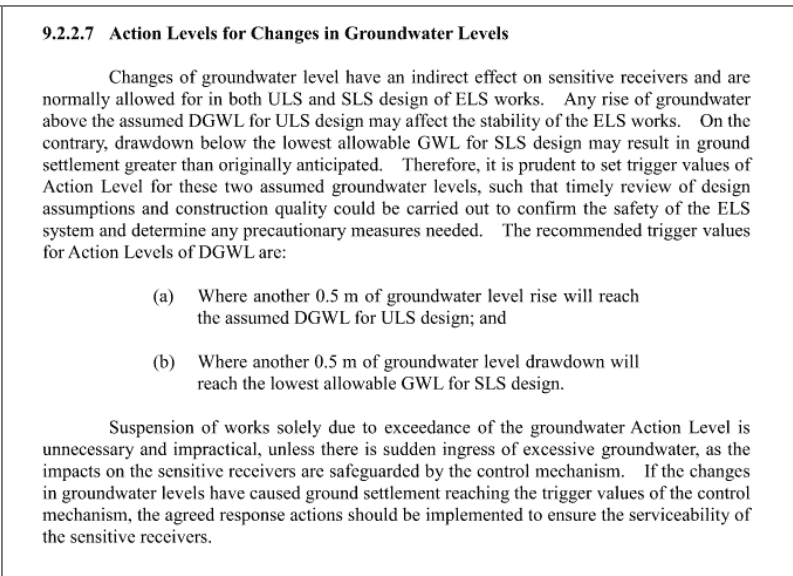 9.2.2.7 Action Levels for Changes in Groundwater Levels
Changes of groundwater level have an indirect effect on sensitive receivers and are
normally allowed for in both ULS and SLS design of ELS works. Any rise of groundwater
above the assumed DGWL for ULS design may affect the stability of the ELS works. On the
contrary, drawdown below the lowest allowable GWL for SLS design may result in ground
settlement greater than originally anticipated. Therefore, it is prudent to set trigger values of
Action Level for these two assumed groundwater levels, such that timely review of design
assumptions and construction quality could be carried out to confirm the safety of the ELS
system and determine any precautionary measures needed. The recommended trigger values
for Action Levels of DGWL are:
(a) Where another 0.5 m of groundwater level rise will reach
the assumed DGWL for ULS design; and
(b) Where another 0.5 m of groundwater level drawdown will
reach the lowest allowable GWL for SLS design.
Suspension of works solely due to exceedance of the groundwater Action Level is
unnecessary and impractical, unless there is sudden ingress of excessive groundwater, as the
impacts on the sensitive receivers are safeguarded by the control mechanism. If the changes
in groundwater levels have caused ground settlement reaching the trigger values of the control
mechanism, the agreed response actions should be implemented to ensure the serviceability of
the sensitive receivers.